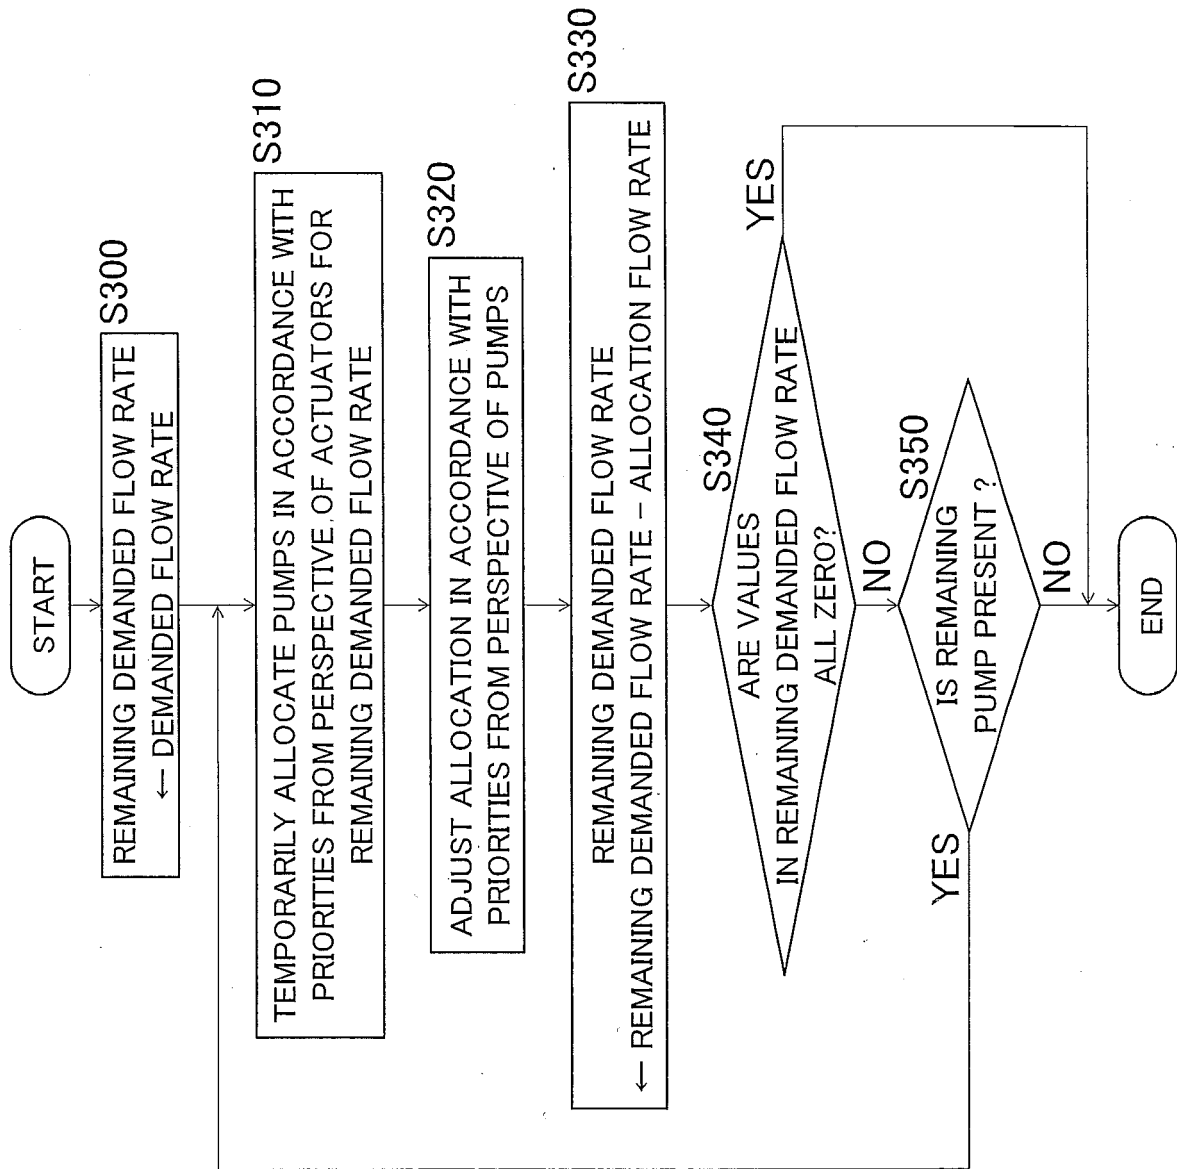 START
S300
REMAINING DEMANDED FLOW RATE
← DEMANDED FLOW RATE
S310
TEMPORARILY ALLOCATE PUMPS IN ACCORDANCE WITH
PRIORITIES FROM PERSPECTIVE OF ACTUATORS FOR
REMAINING DEMANDED FLOW RATE
S320
ADJUST ALLOCATION IN ACCORDANCE WITH
PRIORITIES FROM PERSPECTIVE OF PUMPS
S330
REMAINING DEMANDED FLOW RATE
← REMAINING DEMANDED FLOW RATE – ALLOCATION FLOW RATE
S340
ARE VALUES
IN REMAINING DEMANDED FLOW RATE
ALL ZERO?
YES
NO
S350
IS REMAINING
PUMP PRESENT ?
YES
NO
END